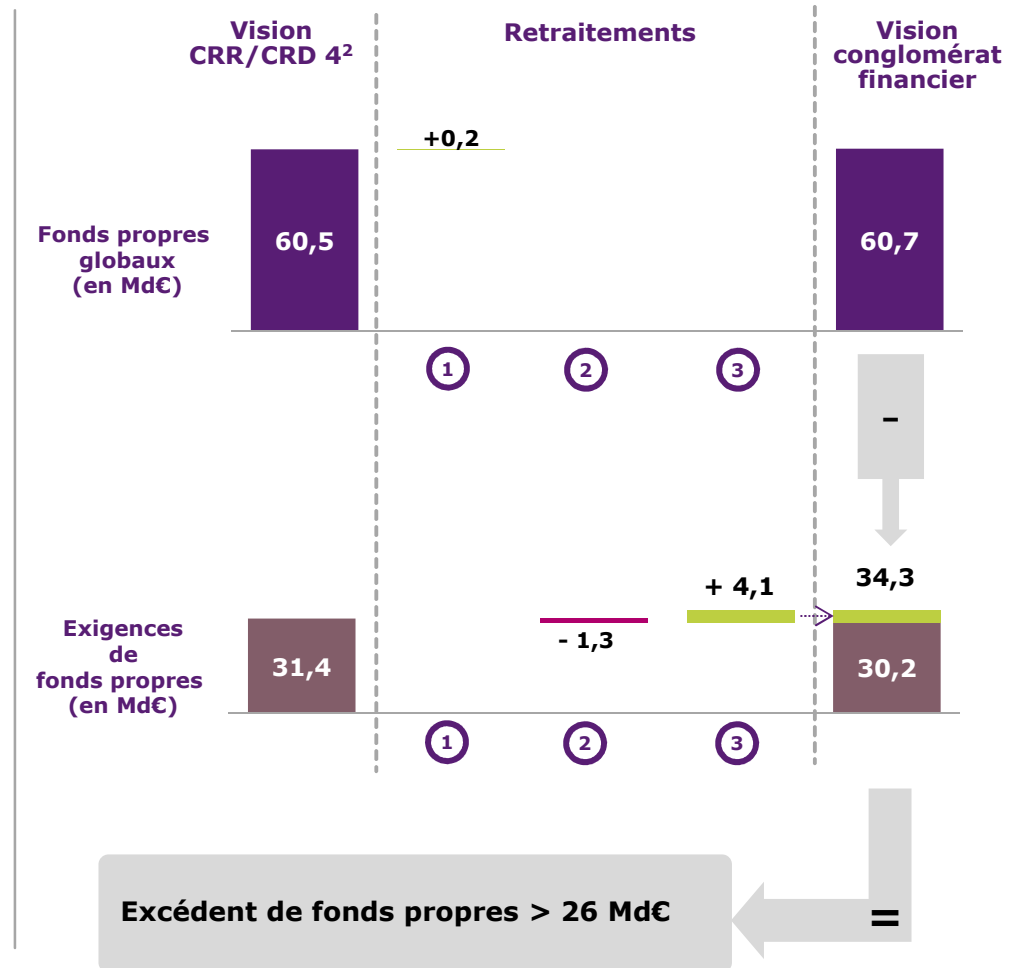 Vision
CRR/CRD 4²
Retraitements
Vision
conglomérat
financier
+0,2
Fonds propres
globaux
(en Md€)
60,5
60,7
1
2
3
–
+ 4,1
34,3
- 1,3
Exigences
de
fonds propres
(en Md€)
31,4
30,2
1
2
3
Excédent de fonds propres > 26 Md€
=